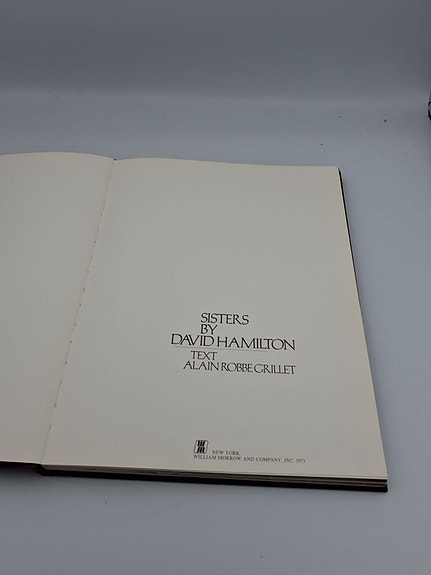 SISTERS
BY
DAVID HAMILTON
TEXT
ALAIN ROBBE GRILLET
NEW YORK
WILLIAM MORROW AND COMPANY, INC. 1973